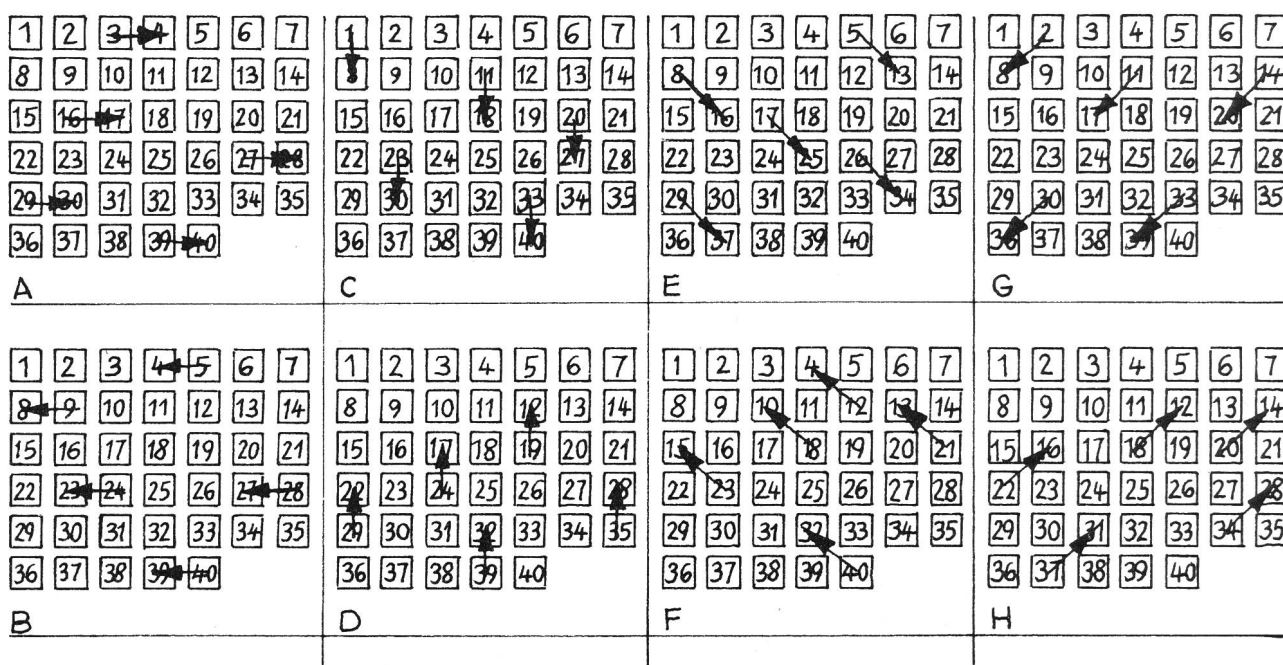 1 2 3 4 5 6 7
8 9 10 11 12 13 14
15 16 17 18 19 20 21
22 23 24 25 26 27 28
29 30 31 32 33 34 35
36 37 38 39 40
A
1 2 3 4 5 6 7
8 9 10 11 12 13 14
15 16 17 18 19 20 21
22 23 24 25 26 27 28
29 30 31 32 33 34 35
36 37 38 39 40
C
1 2 3 4 5 6 7
8 9 10 11 12 13 14
15 16 17 18 19 20 21
22 23 24 25 26 27 28
29 30 31 32 33 34 35
36 37 38 39 40
E
1 2 3 4 5 6 7
8 9 10 11 12 13 14
15 16 17 18 19 20 21
22 23 24 25 26 27 28
29 30 31 32 33 34 35
36 37 38 39 40
G
1 2 3 4 5 6 7
8 9 10 11 12 13 14
15 16 17 18 19 20 21
22 23 24 25 26 27 28
29 30 31 32 33 34 35
36 37 38 39 40
B
1 2 3 4 5 6 7
8 9 10 11 12 13 14
15 16 17 18 19 20 21
22 23 24 25 26 27 28
29 30 31 32 33 34 35
36 37 38 39 40
D
1 2 3 4 5 6 7
8 9 10 11 12 13 14
15 16 17 18 19 20 21
22 23 24 25 26 27 28
29 30 31 32 33 34 35
36 37 38 39 40
F
1 2 3 4 5 6 7
8 9 10 11 12 13 14
15 16 17 18 19 20 21
22 23 24 25 26 27 28
29 30 31 32 33 34 35
36 37 38 39 40
H